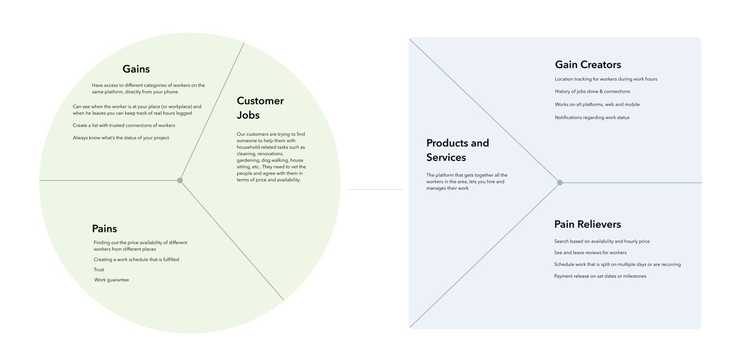 Gains
Have access to different categories of workers on the
same platform, directly from your phone
Can see when the worker is at your place (or workplace) and
when he leaves you can keep track of real hours logged
Create a list with trusted connections of workers
Always know what's the status of your project
Customer
Jobs
Our customers are trying to find
someone to help them with
household-related tasks such as
cleaning, renovations,
gardening, dog walking, house
sitting, etc. They need to vet the
people and agree with them in
terms of price and availability.
Pains
Finding out the price availability of different
workers from different places
Creating a work schedule that is fulfilled
Trust
Work guarantee
Products and
Services
The platform that gets together all the
workers in the area, lets you hire and
manages their work
Gain Creators
Location tracking for workers during work hours
History of jobs done & connections
Works on all platforms, web and mobile
Notifications regarding work status
Pain Relievers
Search based on availability and hourly price
See and leave reviews for workers
Schedule work that is split on multiple days or are recurring
Payment release on set dates or milestones